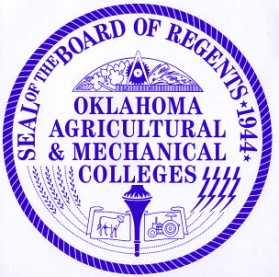 SEAL OF THE BOARD OF REGENTS ★ 1944 ★
OKLAHOMA
AGRICULTURAL
& MECHANICAL
COLLEGES